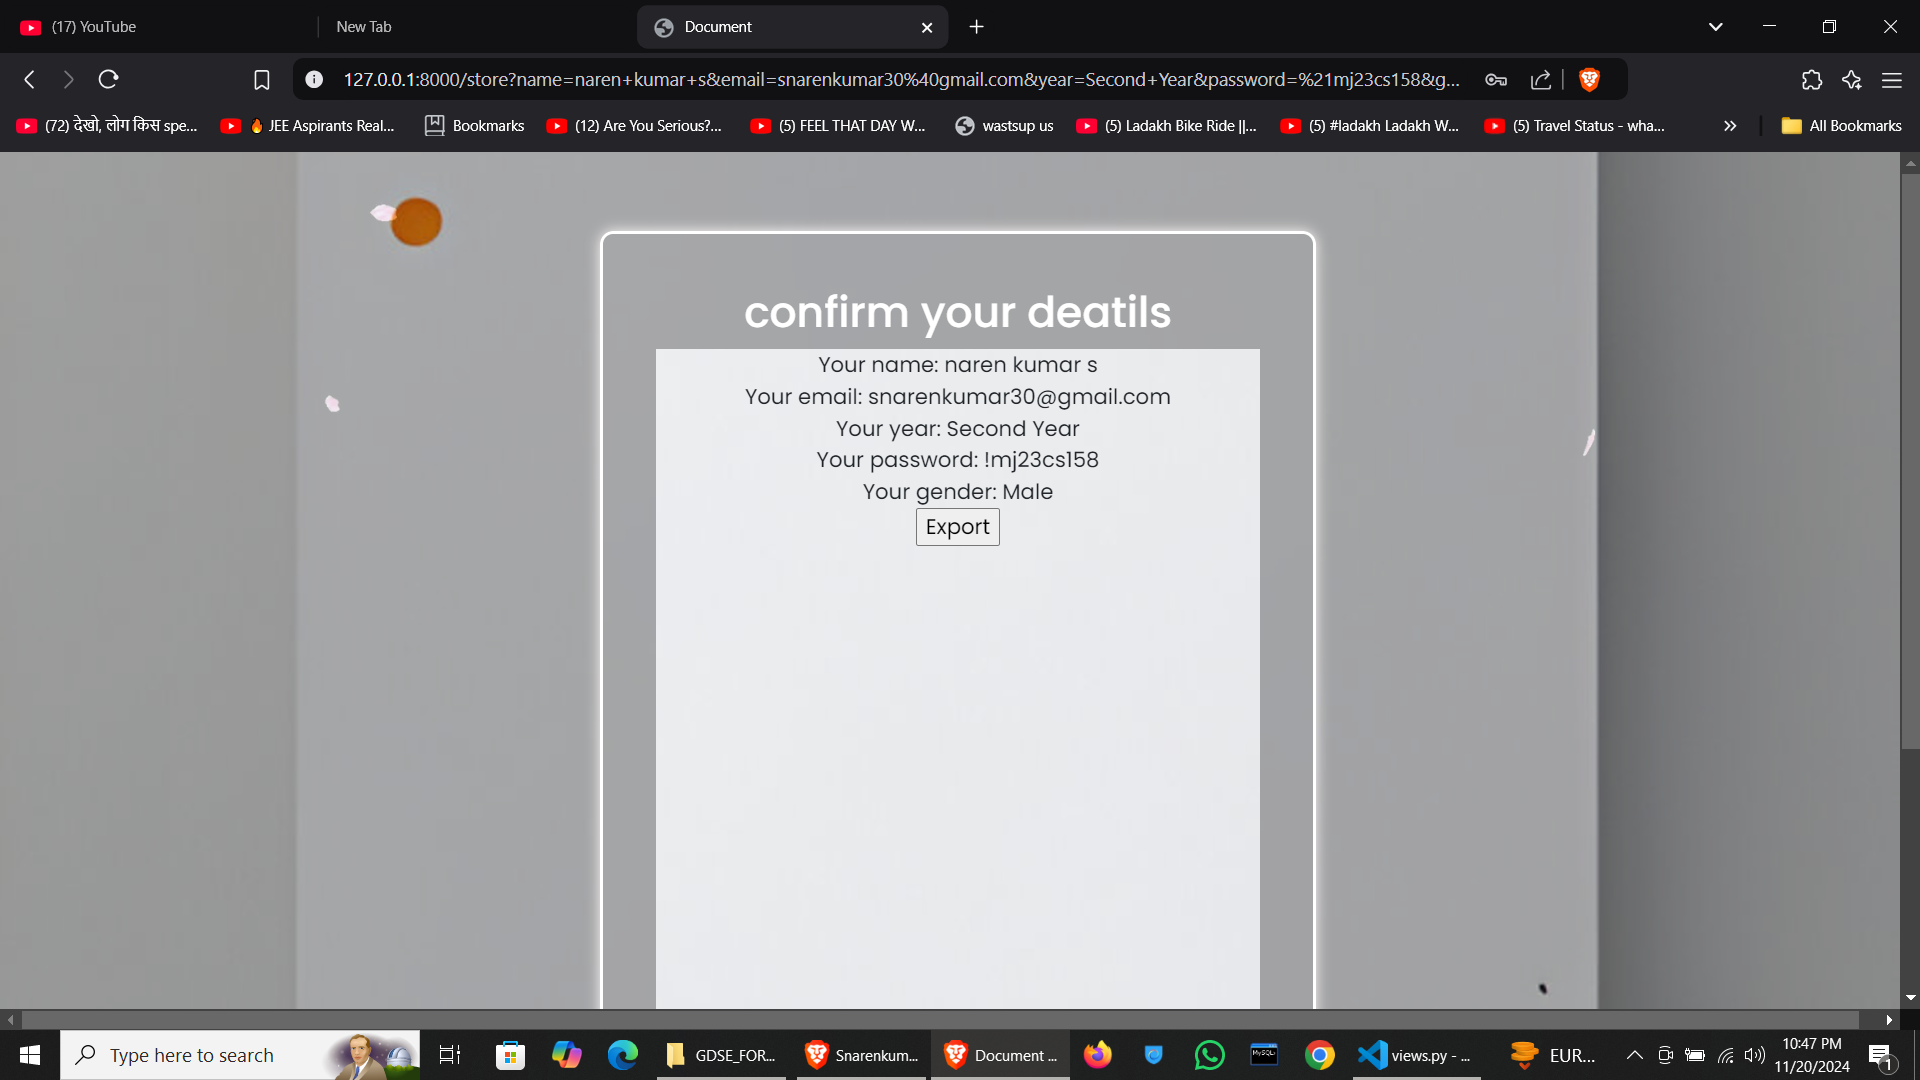 (17) YouTube
New Tab
Document
127.0.0.1:8000/store?name=naren+kumar+s&email=snarenkumar30%40gmail.com&year=Second+Year&password=%21mj23cs158&g...
(72) देखो, लोग किस spe...
🔥 JEE Aspirants Real...
Bookmarks
(12) Are You Serious?...
(5) FEEL THAT DAY W...
wastsup us
(5) Ladakh Bike Ride ||...
(5) #ladakh Ladakh W...
(5) Travel Status - wha...
All Bookmarks
confirm your deatils
Your name: naren kumar s
Your email: snarenkumar30@gmail.com
Your year: Second Year
Your password: !mj23cs158
Your gender: Male
Export
Type here to search
GDSE_FOR...
Snarenkum...
Document ...
MySQL
views.py - ...
EUR...
10:47 PM
11/20/2024
1